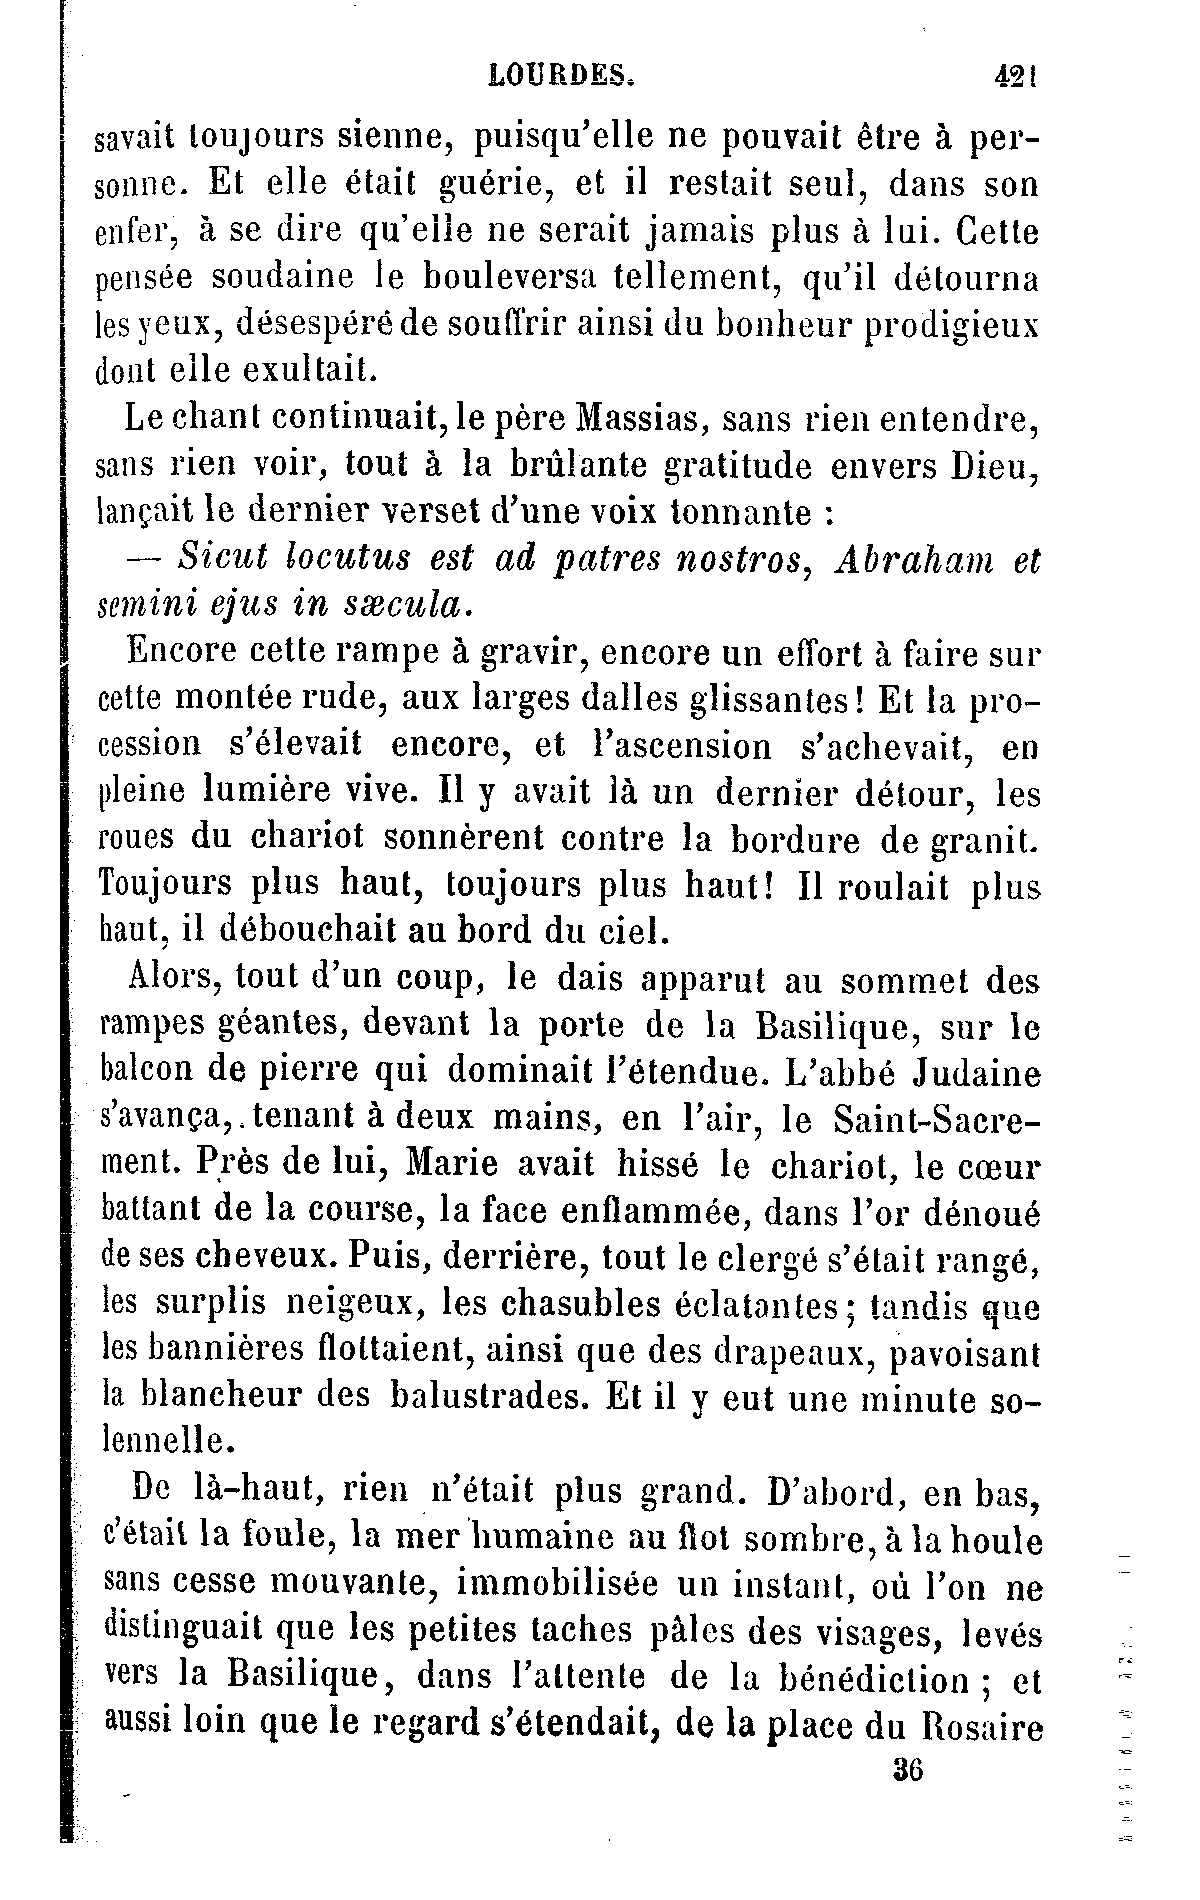 LOURDES. 421
savait toujours sienne, puisqu'elle ne pouvait être à per-
sonne. Et elle était guérie, et il restait seul, dans son
enfer, à se dire qu'elle ne serait jamais plus à lui. Cette
pensée soudaine le bouleversa tellement, qu'il détourna
les yeux, désespéré de souffrir ainsi du bonheur prodigieux
dont elle exultait.
Le chant continuait, le père Massias, sans rien entendre,
sans rien voir, tout à la brûlante gratitude envers Dieu,
lançait le dernier verset d'une voix tonnante :
— Sicut locutus est ad patres nostros, Abraham et
semini ejus in sæcula.
Encore cette rampe à gravir, encore un effort à faire sur
cette montée rude, aux larges dalles glissantes! Et la pro-
cession s'élevait encore, et l'ascension s'achevait, en
pleine lumière vive. Il y avait là un dernier détour, les
roues du chariot sonnèrent contre la bordure de granit.
Toujours plus haut, toujours plus haut! Il roulait plus
haut, il débouchait au bord du ciel.
Alors, tout d'un coup, le dais apparut au sommet des
rampes géantes, devant la porte de la Basilique, sur le
balcon de pierre qui dominait l'étendue. L'abbé Judaine
s'avança, tenant à deux mains, en l'air, le Saint-Sacre-
ment. Près de lui, Marie avait hissé le chariot, le cœur
battant de la course, la face enflammée, dans l'or dénoué
de ses cheveux. Puis, derrière, tout le clergé s'était rangé,
les surplis neigeux, les chasubles éclatantes; tandis que
les bannières flottaient, ainsi que des drapeaux, pavoisant
la blancheur des balustrades. Et il y eut une minute so-
lennelle.
De là-haut, rien n'était plus grand. D'abord, en bas,
c'était la foule, la mer humaine au flot sombre, à la houle
sans cesse mouvante, immobilisée un instant, où l'on ne
distinguait que les petites taches pâles des visages, levés
vers la Basilique, dans l'attente de la bénédiction ; et
aussi loin que le regard s'étendait, de la place du Rosaire
36